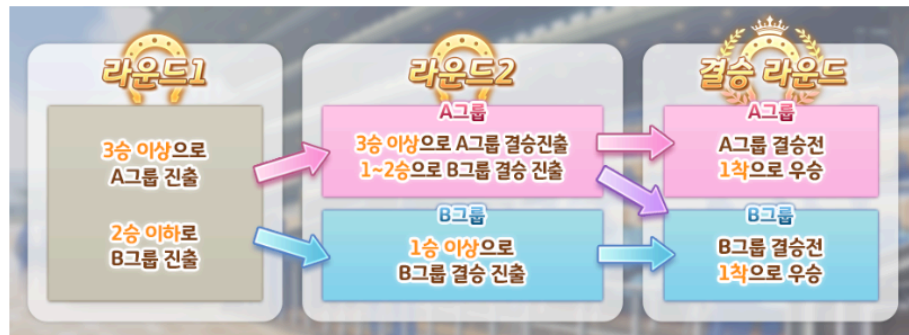 라운드1
3승 이상으로
A그룹 진출
2승 이하로
B그룹 진출
라운드2
A그룹
3승 이상으로 A그룹 결승진출
1~2승으로 B그룹 결승 진출
B그룹
1승 이상으로
B그룹 결승 진출
결승 라운드
A그룹
A그룹 결승전
1착으로 우승
B그룹
B그룹 결승전
1착으로 우승